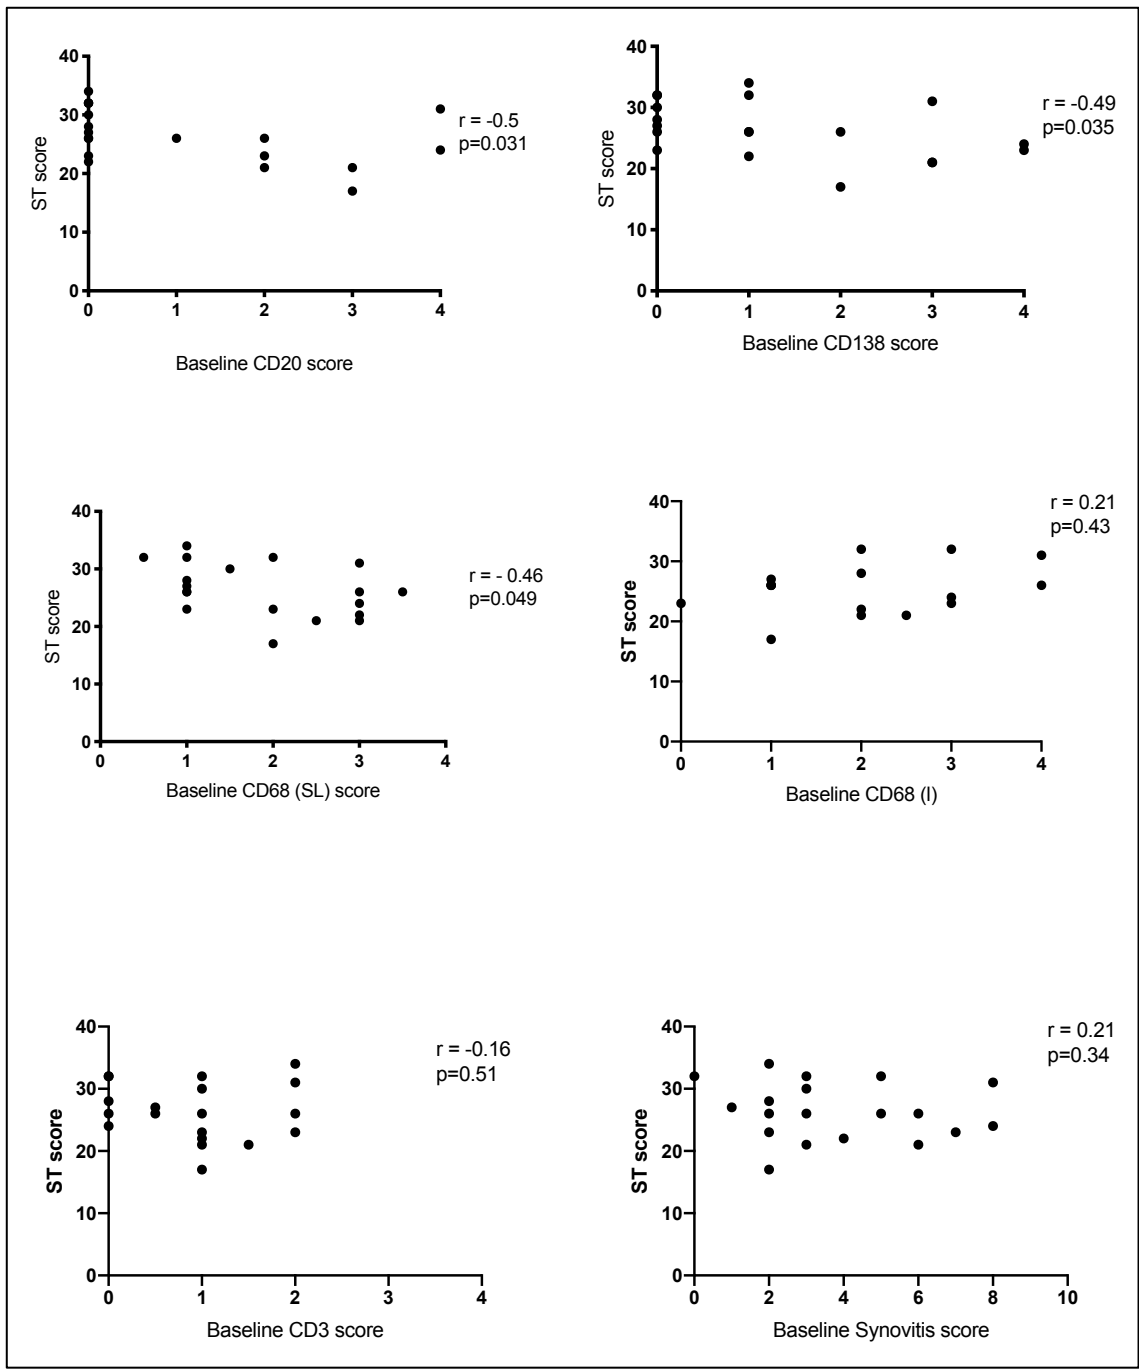 40
30
20
10
0
ST score
0 1 2 3 4
Baseline CD20 score
r = -0.5
p=0.031
40
30
20
10
0
ST score
0 1 2 3 4
Baseline CD138 score
r = -0.49
p=0.035
40
30
20
10
0
ST score
0 1 2 3 4
Baseline CD68 (SL) score
r = - 0.46
p=0.049
40
30
20
10
0
ST score
0 1 2 3 4
Baseline CD68 (I)
r = 0.21
p=0.43
40
30
20
10
0
ST score
0 1 2 3 4
Baseline CD3 score
r = -0.16
p=0.51
40
30
20
10
0
ST score
0 2 4 6 8 10
Baseline Synovitis score
r = 0.21
p=0.34